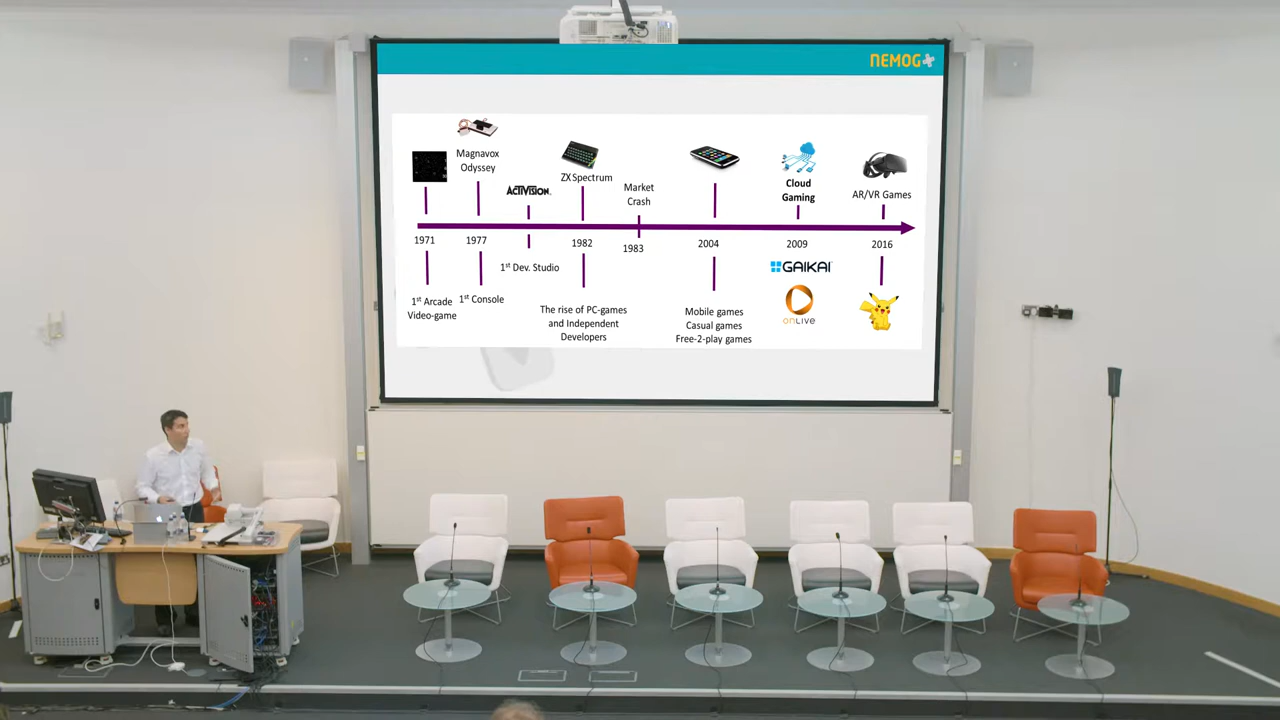 NEMOG
Magnavox
Odyssey
ACTIVISION.
ZX Spectrum
Market
Crash
Cloud
Gaming
AR/VR Games
1971
1977
1982
1983
2004
2009
2016
1st Arcade
Video-game
1st Console
1st Dev. Studio
The rise of PC-games
and Independent
Developers
Mobile games
Casual games
Free-2-play games
GAIKAI
onLIVE